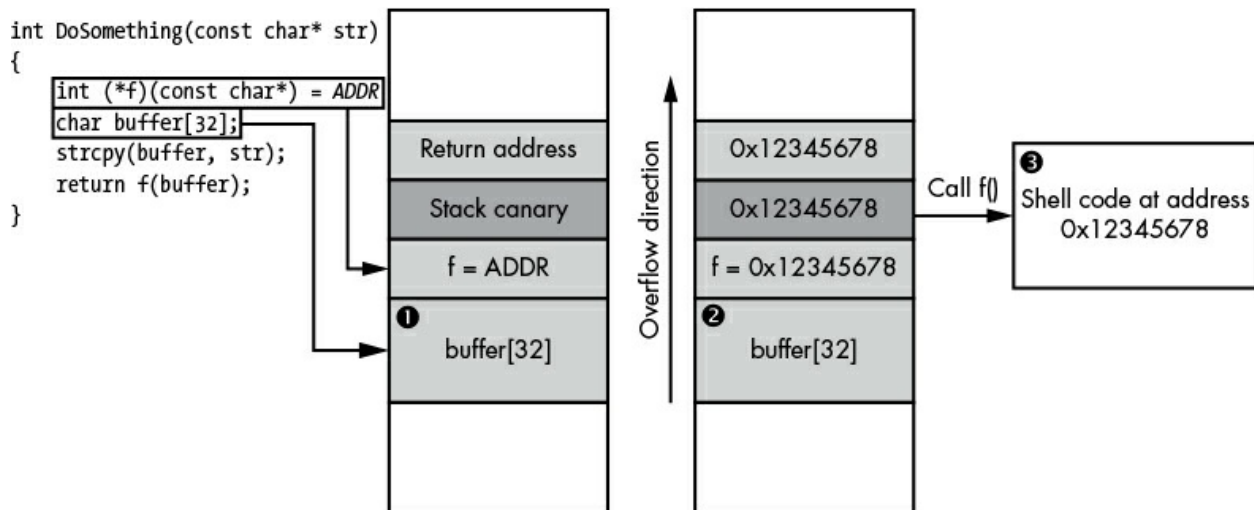 int DoSomething(const char* str)
{
int (*f)(const char*) = ADDR
char buffer[32];
strcpy(buffer, str);
return f(buffer);
}
Return address
Stack canary
f = ADDR
❶
buffer[32]
Overflow direction
0x12345678
0x12345678
f = 0x12345678
❷
buffer[32]
Call f()
❸
Shell code at address
0x12345678